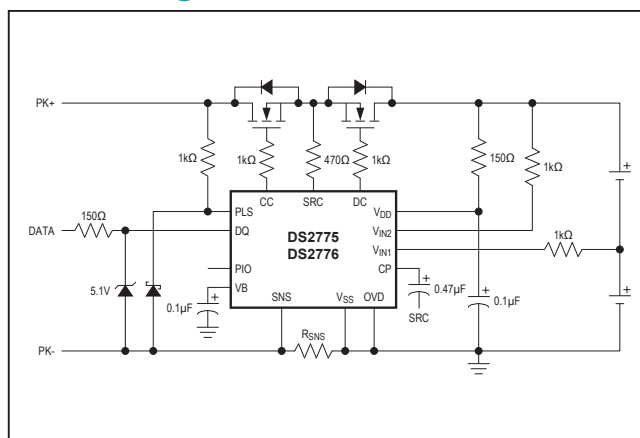 PK+
1kΩ
1kΩ
470Ω
1kΩ
150Ω
1kΩ
CC
SRC
DC
DATA
150Ω
PLS
DQ
PIO
VB
DS2775
DS2776
VDD
VIN2
VIN1
CP
1kΩ
5.1V
0.1µF
SNS
VSS
OVD
0.47µF
SRC
0.1µF
RSNS
PK-